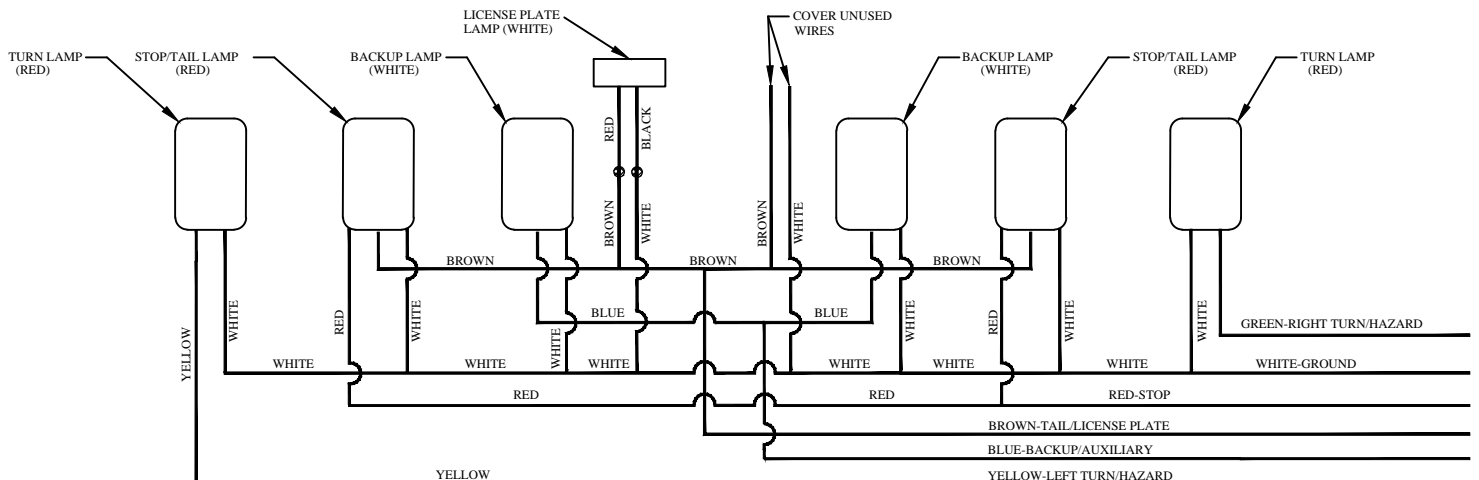 LICENSE PLATE
LAMP (WHITE)
COVER UNUSED
WIRES
TURN LAMP
(RED)
STOP/TAIL LAMP
(RED)
BACKUP LAMP
(WHITE)
BACKUP LAMP
(WHITE)
STOP/TAIL LAMP
(RED)
TURN LAMP
(RED)
RED
BLACK
BROWN
WHITE
BROWN
WHITE
BROWN
BROWN
BROWN
YELLOW
WHITE
RED
WHITE
WHITE
BLUE
BLUE
WHITE
RED
WHITE
WHITE
GREEN-RIGHT TURN/HAZARD
WHITE
WHITE
WHITE
WHITE
WHITE
WHITE-GROUND
RED
RED
RED-STOP
BROWN-TAIL/LICENSE PLATE
BLUE-BACKUP/AUXILIARY
YELLOW
YELLOW-LEFT TURN/HAZARD